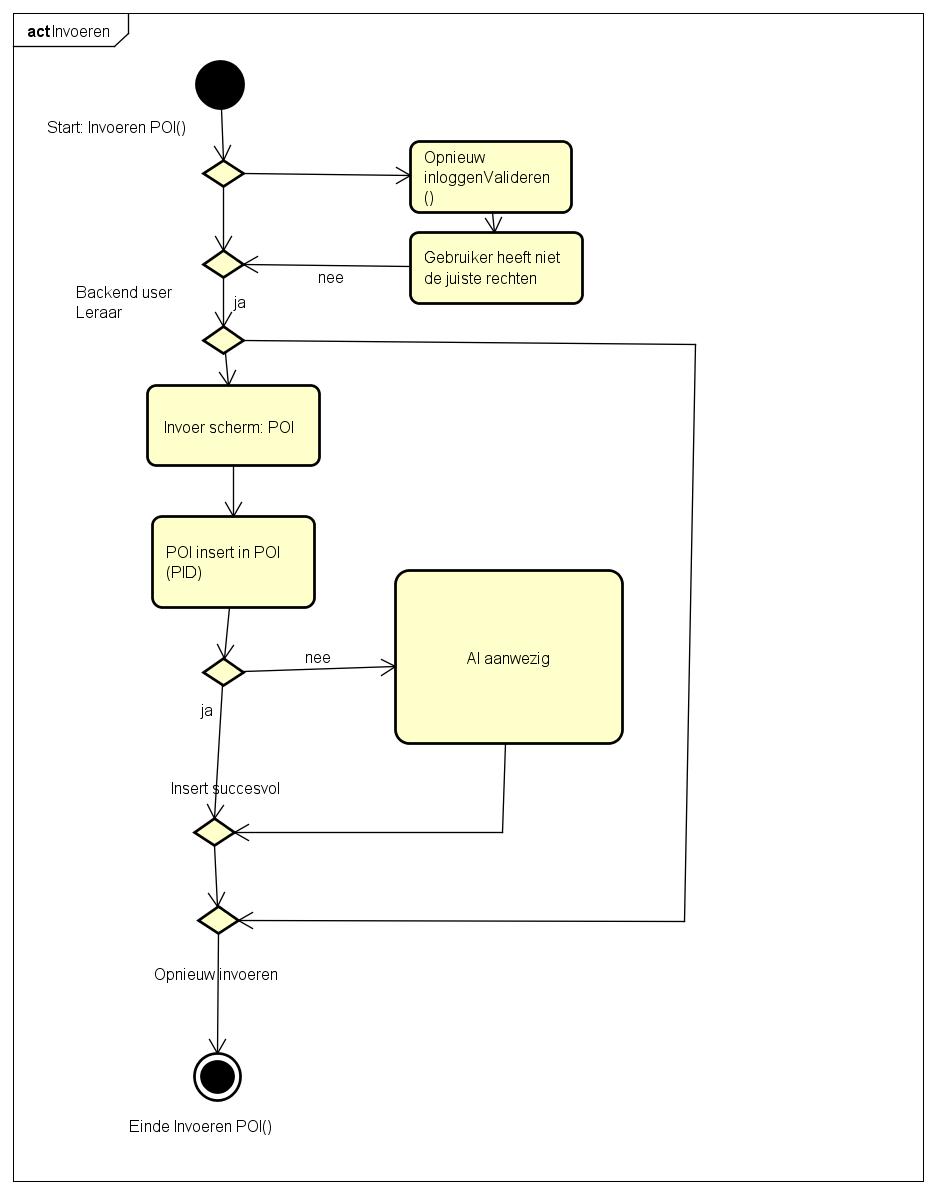 act Invoeren
Start: Invoeren POI()
Opnieuw
inloggenValideren
()
Gebruiker heeft niet
de juiste rechten
nee
Backend user
Leraar
ja
Invoer scherm: POI
POI insert in POI
(PID)
nee
Al aanwezig
ja
Insert succesvol
Opnieuw invoeren
Einde Invoeren POI()